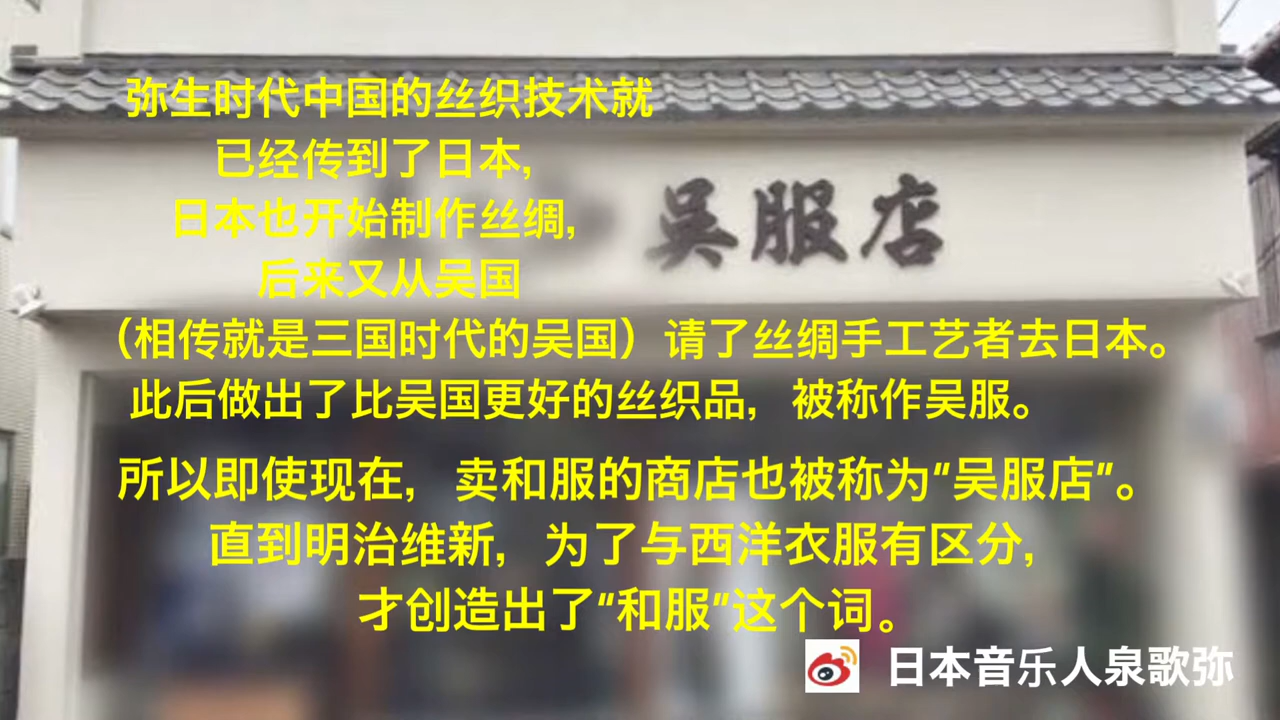 弥生时代中国的丝织技术就
已经传到了日本,
日本也开始制作丝绸,
后来又从吴国
（相传就是三国时代的吴国）请了丝绸手工艺者去日本。
此后做出了比吴国更好的丝织品，被称作吴服。
所以即使现在，卖和服的商店也被称为"吴服店"。
直到明治维新，为了与西洋衣服有区分,
才创造出了"和服"这个词。
吳服店
日本音乐人泉歌弥